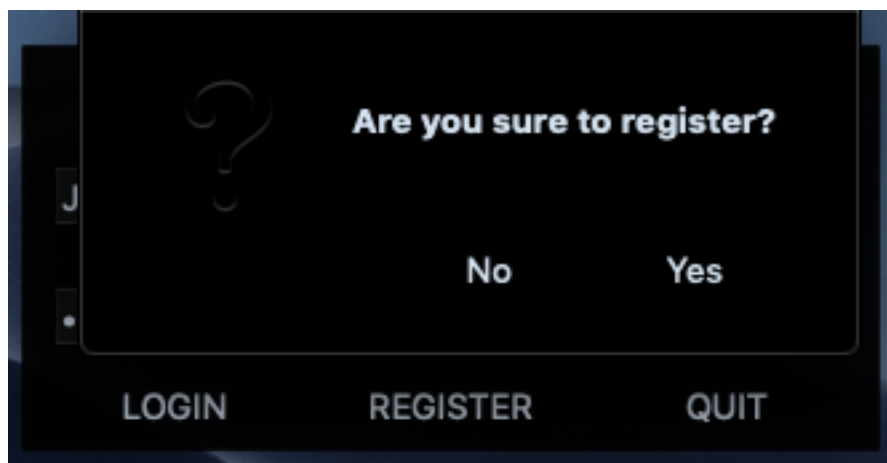 Are you sure to register?
J
•
No Yes
LOGIN REGISTER QUIT